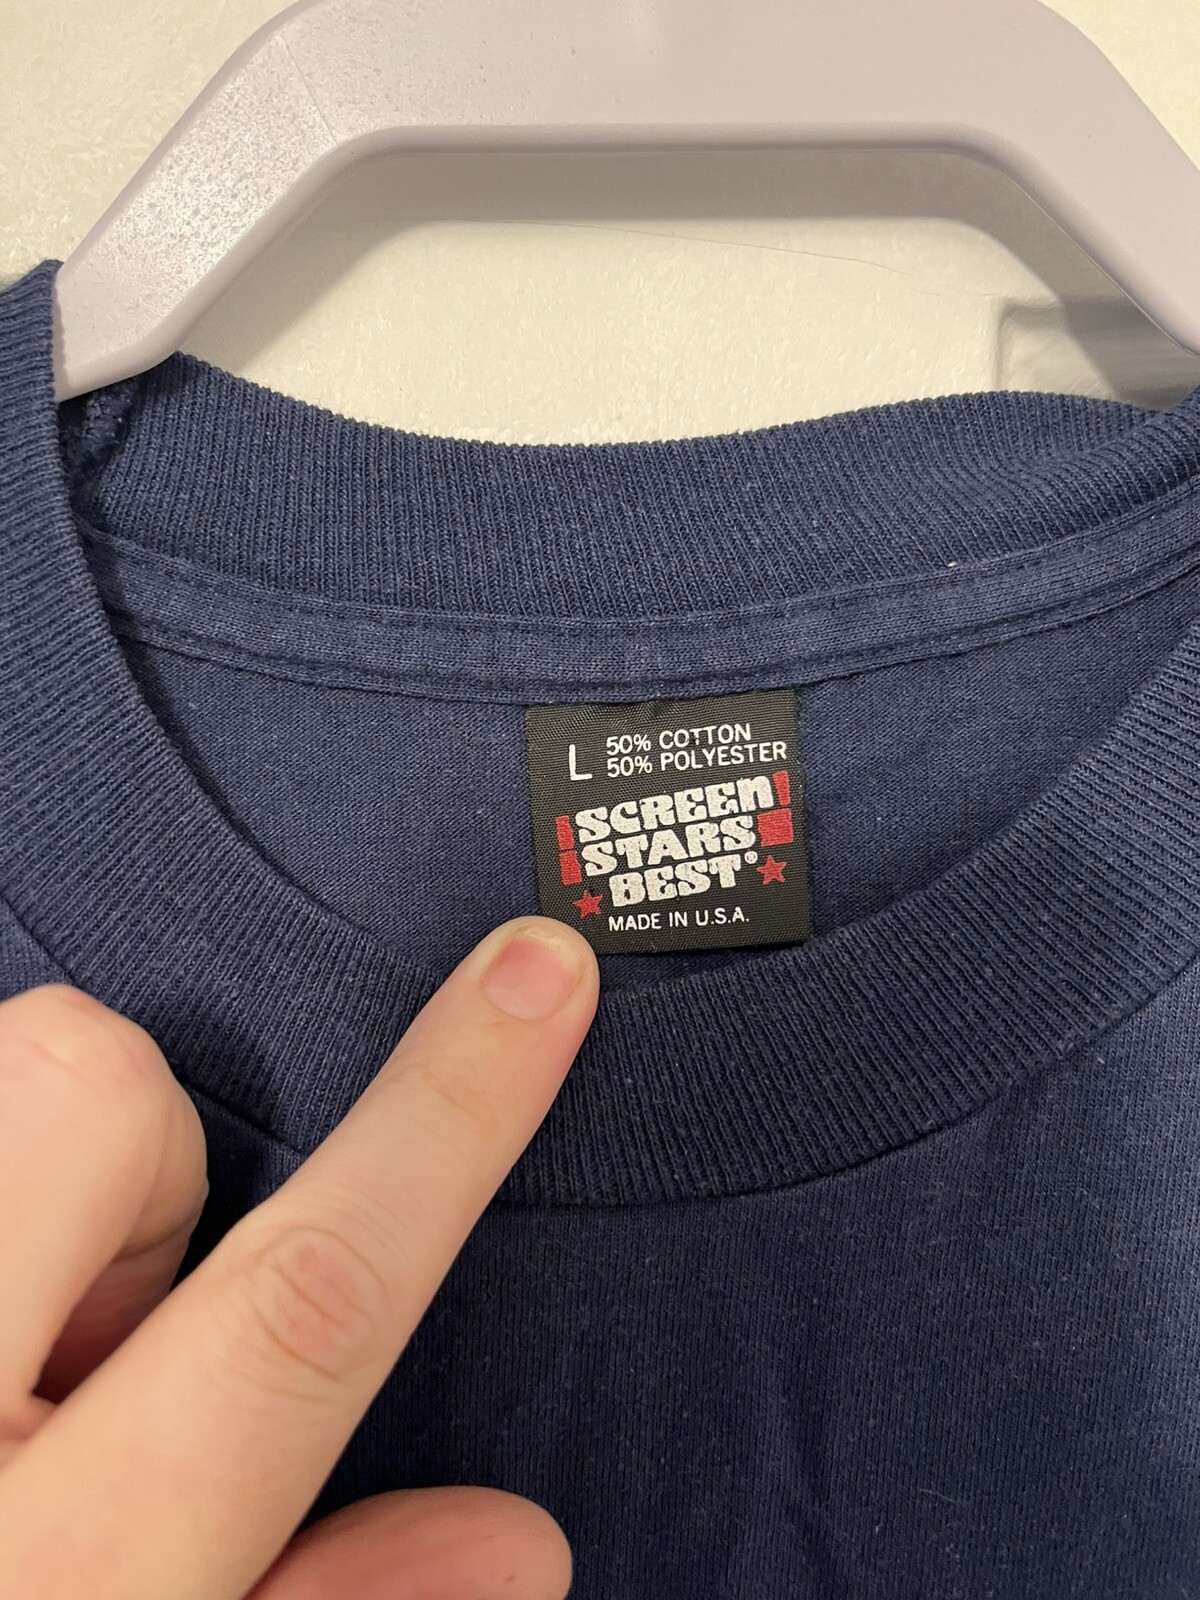 L 50% COTTON
50% POLYESTER
SCREEN
STARS
BEST®
MADE IN U.S.A.